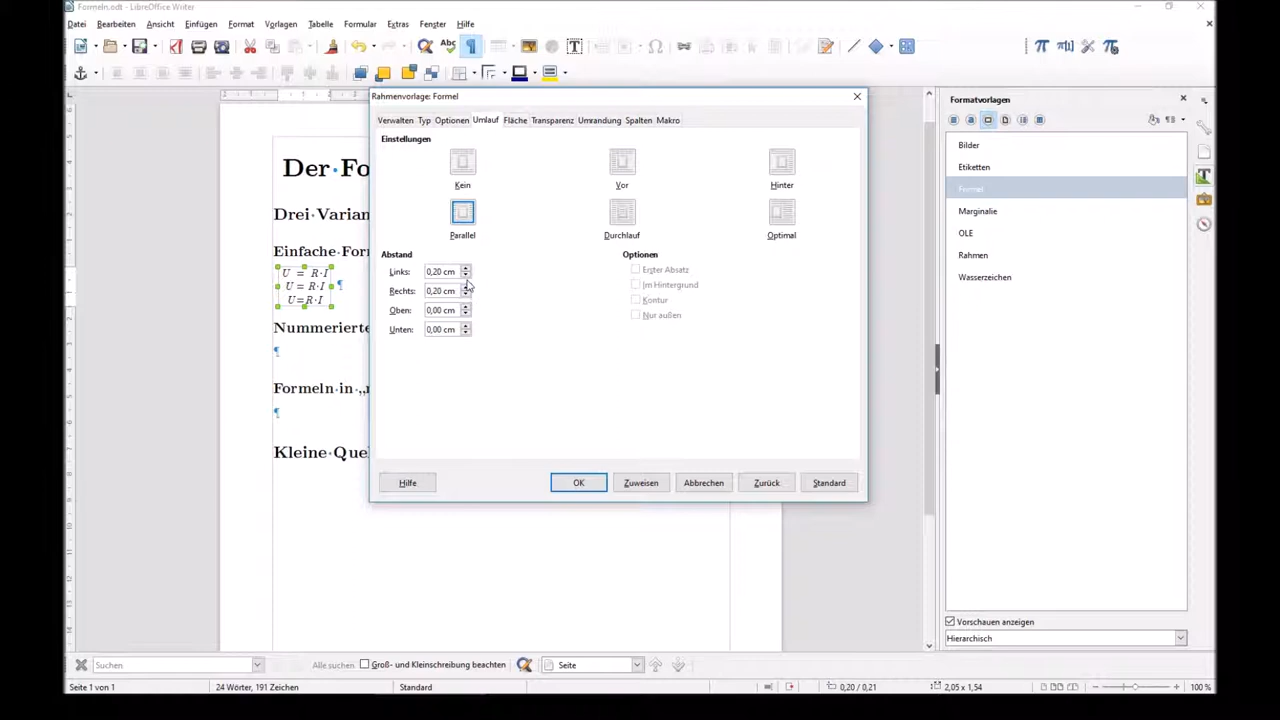 Formeln.odt - LibreOffice Writer
Datei Bearbeiten Ansicht Einfügen Format Vorlagen Tabelle Formular Extras Fenster Hilfe
Rahmenvorlage: Formel
Verwalten Typ Optionen Umlauf Fläche Transparenz Umrandung Spalten Makro
Einstellungen
Kein Vor Hinter
Parallel Durchlauf Optimal
Abstand
Links: 0,20 cm
Rechts: 0,20 cm
Oben: 0,00 cm
Unten: 0,00 cm
Optionen
Erster Absatz
Im Hintergrund
Kontur
Nur außen
Hilfe OK Zuweisen Abbrechen Zurück Standard
Der·Fo
Drei·Varian
Einfache·For
U = R·I
U = R·I
U=R·I
¶
Nummerierte
¶
Formeln·in·„
¶
Kleine·Quel
Formatvorlagen
Bilder
Etiketten
Formel
Marginalie
OLE
Rahmen
Wasserzeichen
Vorschauen anzeigen
Hierarchisch
Suchen Alle suchen Groß- und Kleinschreibung beachten Seite
Seite 1 von 1 24 Wörter, 191 Zeichen Standard 0,20 / 0,21 2,05 x 1,54 100 %